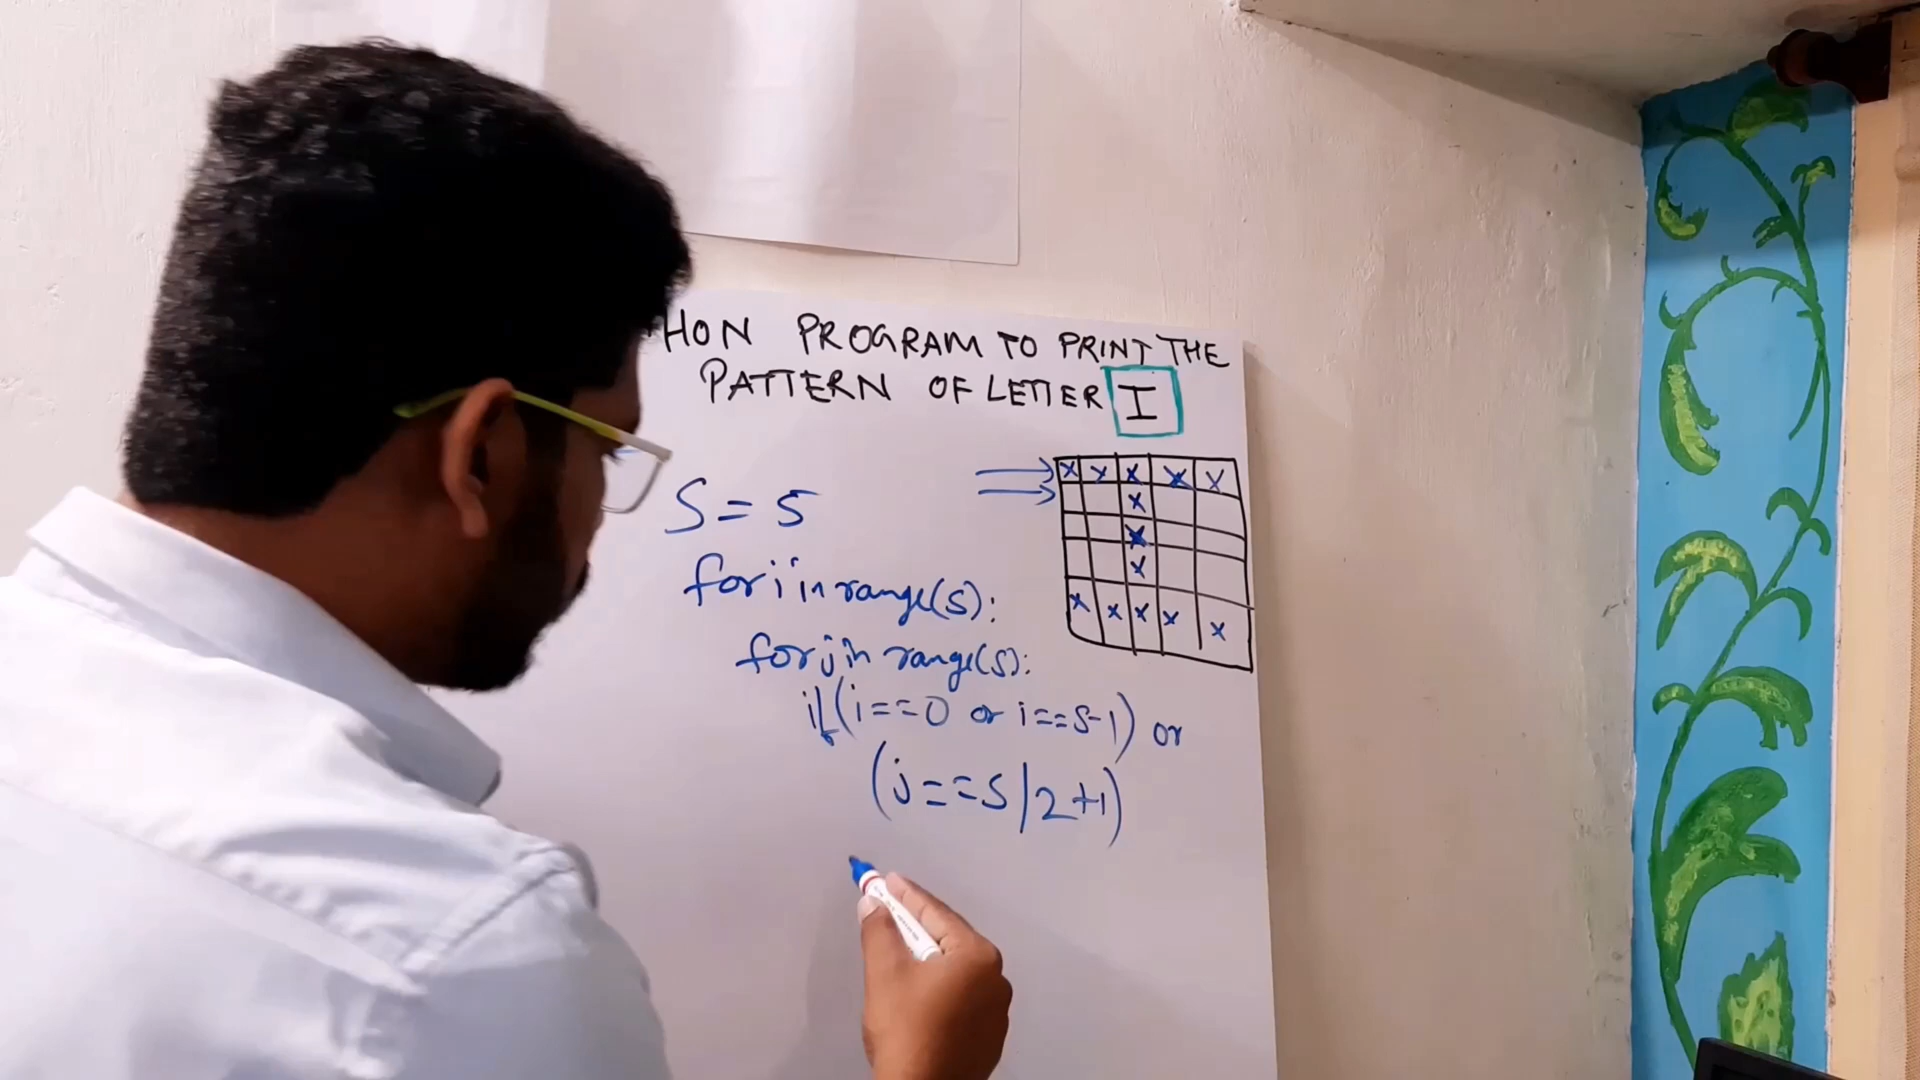 HON PROGRAM TO PRINT THE
PATTERN OF LETTER I
S = 5
for i in range(S):
for j in range(S):
if (i==0 or i==S-1) or
(j==S/2+1)
x x x x x
x
x
x
x x x x x